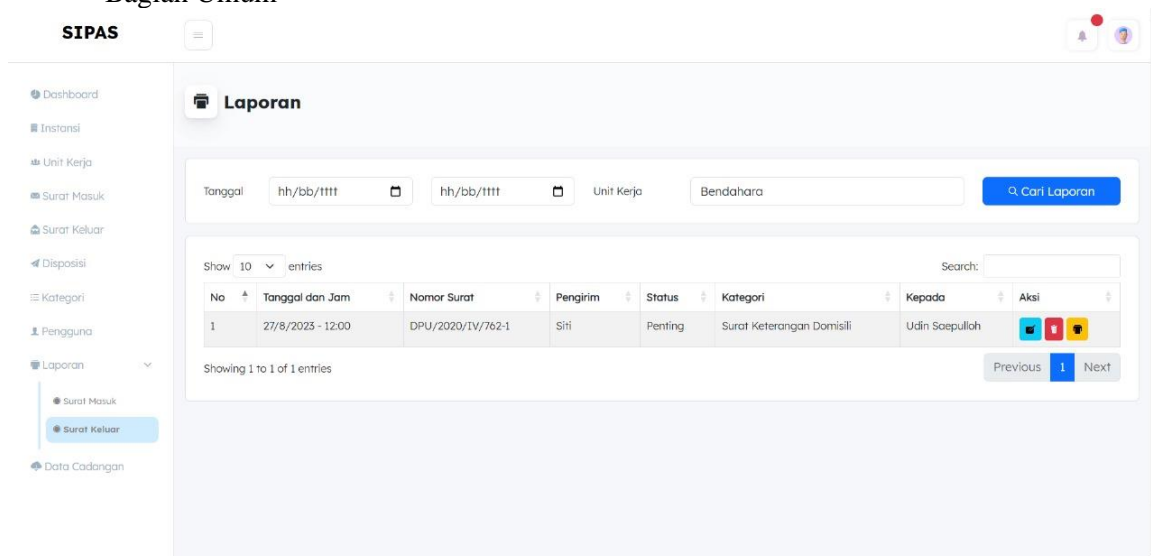 Bagian Umum
SIPAS
Dashboard
Instansi
Unit Kerja
Surat Masuk
Surat Keluar
Disposisi
Kategori
Pengguna
Laporan
Surat Masuk
Surat Keluar
Data Cadangan
Laporan
Tanggal hh/bb/tttt hh/bb/tttt Unit Kerja Bendahara Cari Laporan
Show 10 entries Search:
No Tanggal dan Jam Nomor Surat Pengirim Status Kategori Kepada Aksi
1 27/8/2023 - 12:00 DPU/2020/IV/762-1 Siti Penting Surat Keterangan Domisili Udin Saepulloh
Showing 1 to 1 of 1 entries Previous 1 Next